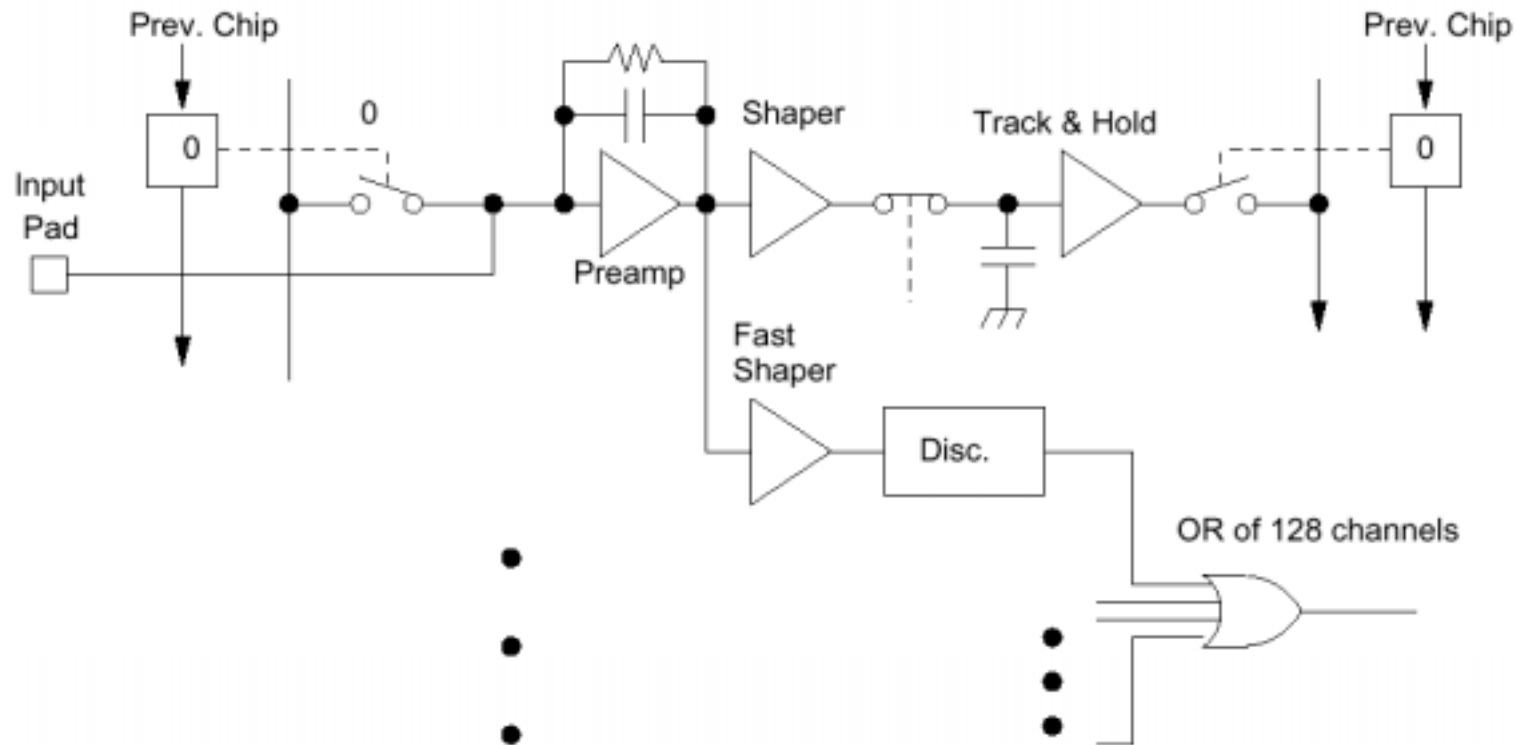 Prev. Chip
Prev. Chip
0
Shaper
Track & Hold
0
0
Input
Pad
Preamp
Fast
Shaper
Disc.
OR of 128 channels